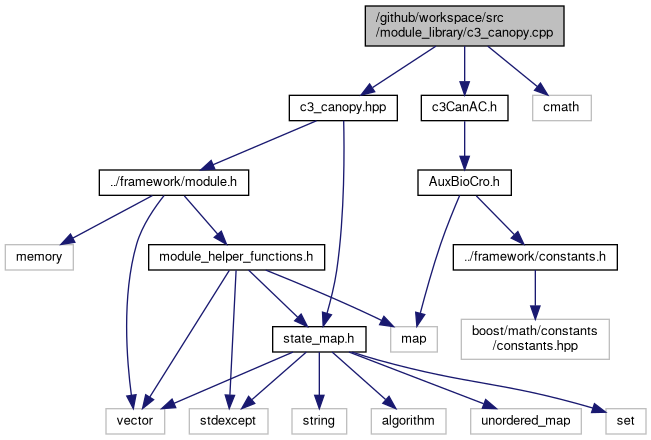 /github/workspace/src
/module_library/c3_canopy.cpp
c3_canopy.hpp
c3CanAC.h
cmath
../framework/module.h
AuxBioCro.h
memory
module_helper_functions.h
../framework/constants.h
state_map.h
map
boost/math/constants
/constants.hpp
vector
stdexcept
string
algorithm
unordered_map
set